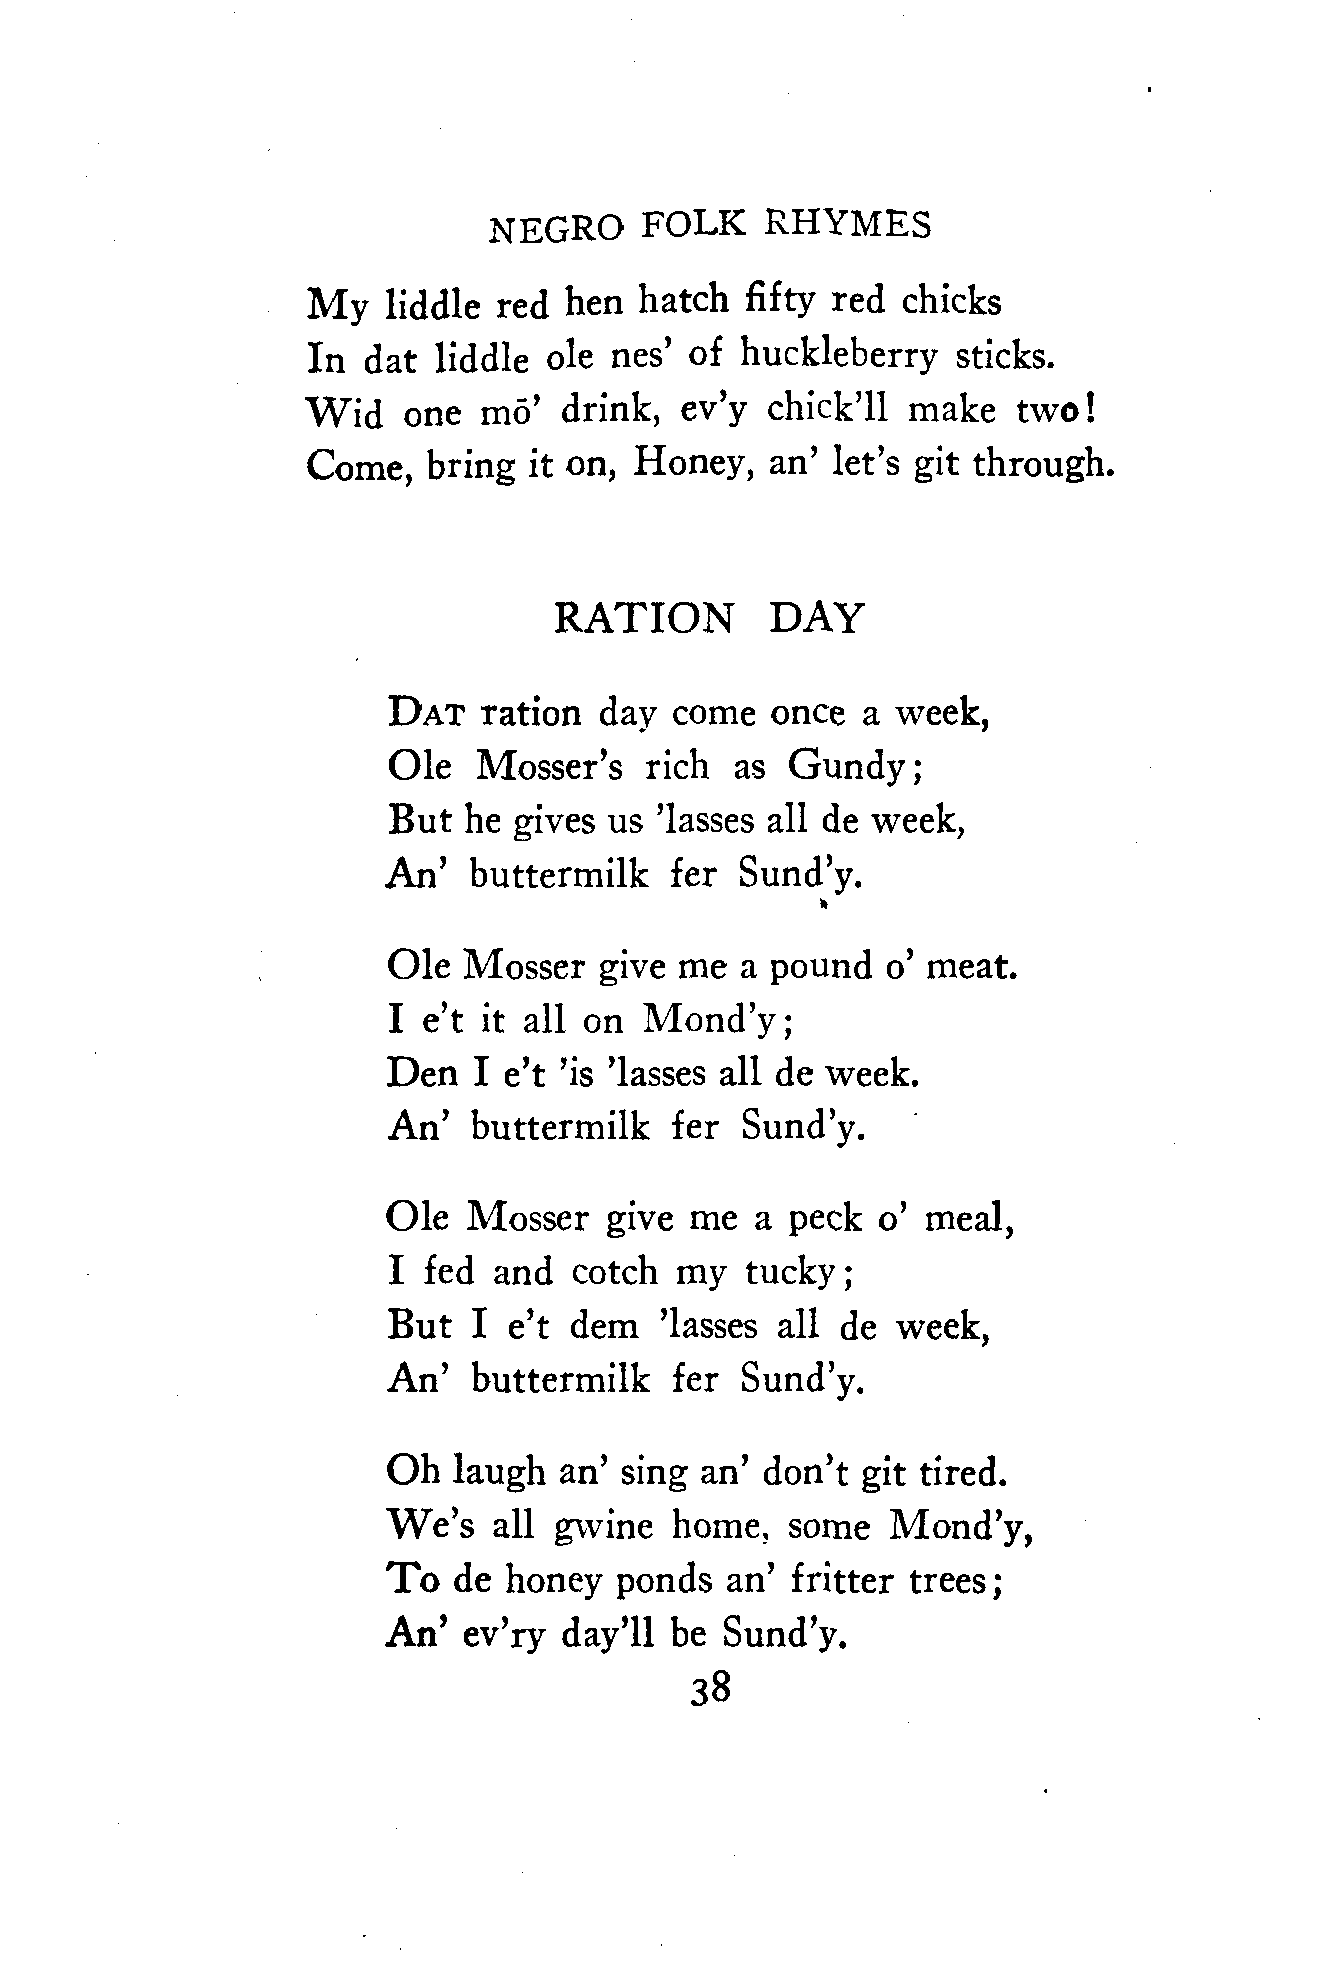 NEGRO FOLK RHYMES
My liddle red hen hatch fifty red chicks
In dat liddle ole nes' of huckleberry sticks.
Wid one mō' drink, ev'y chick'll make two!
Come, bring it on, Honey, an' let's git through.
RATION DAY
DAT ration day come once a week,
Ole Mosser's rich as Gundy;
But he gives us 'lasses all de week,
An' buttermilk fer Sund'y.
Ole Mosser give me a pound o' meat.
I e't it all on Mond'y;
Den I e't 'is 'lasses all de week.
An' buttermilk fer Sund'y.
Ole Mosser give me a peck o' meal,
I fed and cotch my tucky;
But I e't dem 'lasses all de week,
An' buttermilk fer Sund'y.
Oh laugh an' sing an' don't git tired.
We's all gwine home, some Mond'y,
To de honey ponds an' fritter trees;
An' ev'ry day'll be Sund'y.
38